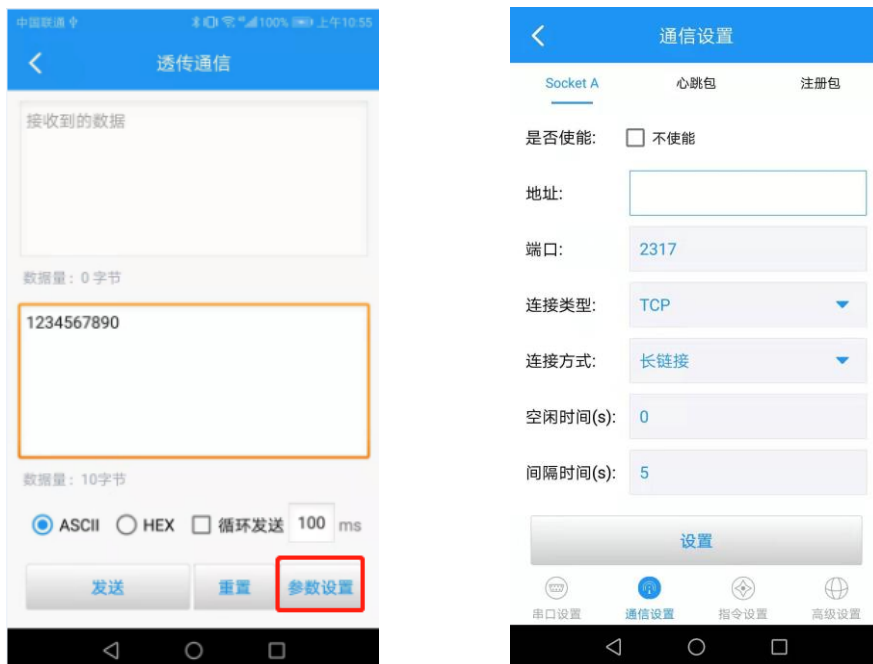 中国联通
100% 上午10:55
透传通信
接收到的数据
数据量：0 字节
1234567890
数据量：10字节
ASCII HEX 循环发送 100 ms
发送 重置 参数设置
通信设置
Socket A 心跳包 注册包
是否使能: 不使能
地址:
端口: 2317
连接类型: TCP
连接方式: 长链接
空闲时间(s): 0
间隔时间(s): 5
设置
串口设置 通信设置 指令设置 高级设置